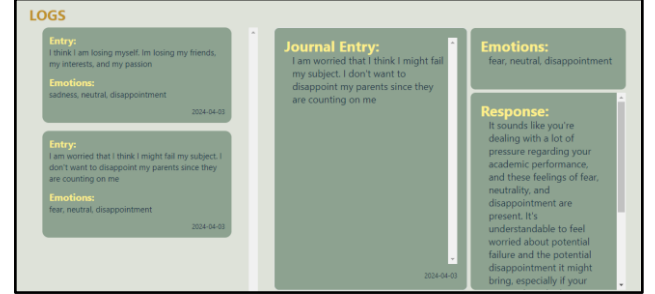 LOGS
Entry:
I think I am losing myself. Im losing my friends,
my interests, and my passion
Emotions:
sadness, neutral, disappointment
2024-04-03
Entry:
I am worried that I think I might fail my subject. I
don't want to disappoint my parents since they
are counting on me
Emotions:
fear, neutral, disappointment
2024-04-03
Journal Entry:
I am worried that I think I might fail
my subject. I don't want to
disappoint my parents since they
are counting on me
2024-04-03
Emotions:
fear, neutral, disappointment
Response:
It sounds like you're
dealing with a lot of
pressure regarding your
academic performance,
and these feelings of fear,
neutrality, and
disappointment are
present. It's
understandable to feel
worried about potential
failure and the potential
disappointment it might
bring, especially if your